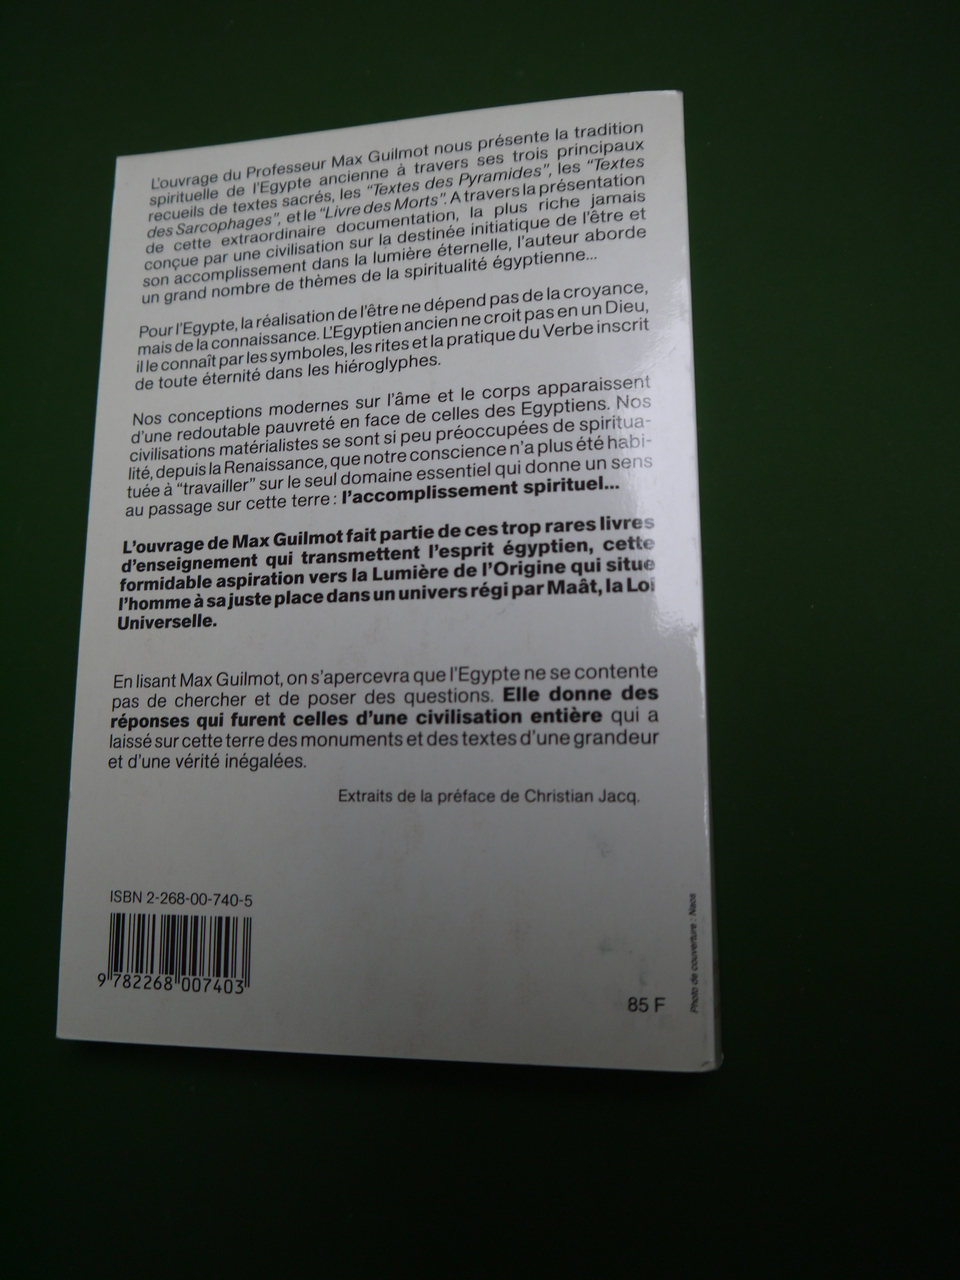 L'ouvrage du Professeur Max Guilmot nous présente la tradition
spirituelle de l'Egypte ancienne à travers ses trois principaux
recueils de textes sacrés, les "Textes des Pyramides", les "Textes
des Sarcophages", et le "Livre des Morts". A travers la présentation
de cette extraordinaire documentation, la plus riche jamais
conçue par une civilisation sur la destinée initiatique de l'être et
son accomplissement dans la lumière éternelle, l'auteur aborde
un grand nombre de thèmes de la spiritualité égyptienne...
Pour l'Egypte, la réalisation de l'être ne dépend pas de la croyance,
mais de la connaissance. L'Egyptien ancien ne croit pas en un Dieu,
il le connaît par les symboles, les rites et la pratique du Verbe inscrit
de toute éternité dans les hiéroglyphes.
Nos conceptions modernes sur l'âme et le corps apparaissent
d'une redoutable pauvreté en face de celles des Egyptiens. Nos
civilisations matérialistes se sont si peu préoccupées de spiritua-
lité, depuis la Renaissance, que notre conscience n'a plus été habi-
tuée à "travailler" sur le seul domaine essentiel qui donne un sens
au passage sur cette terre : l'accomplissement spirituel...
L'ouvrage de Max Guilmot fait partie de ces trop rares livres
d'enseignement qui transmettent l'esprit égyptien, cette
formidable aspiration vers la Lumière de l'Origine qui situe
l'homme à sa juste place dans un univers régi par Maât, la Loi
Universelle.
En lisant Max Guilmot, on s'apercevra que l'Egypte ne se contente
pas de chercher et de poser des questions. Elle donne des
réponses qui furent celles d'une civilisation entière qui a
laissé sur cette terre des monuments et des textes d'une grandeur
et d'une vérité inégalées.
Extraits de la préface de Christian Jacq.
ISBN 2-268-00-740-5
9 782268 007403
85 F
Photo de couverture : Naos